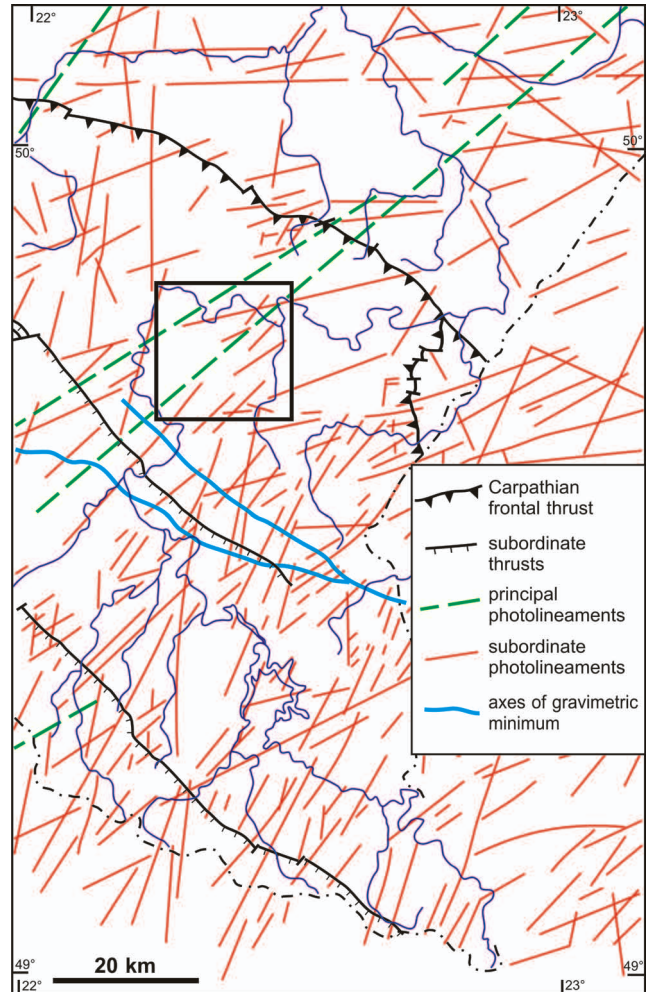 22°
23°
50°
50°
Carpathian
frontal thrust
subordinate
thrusts
principal
photolineaments
subordinate
photolineaments
axes of gravimetric
minimum
49°
49°
22°
20 km
23°